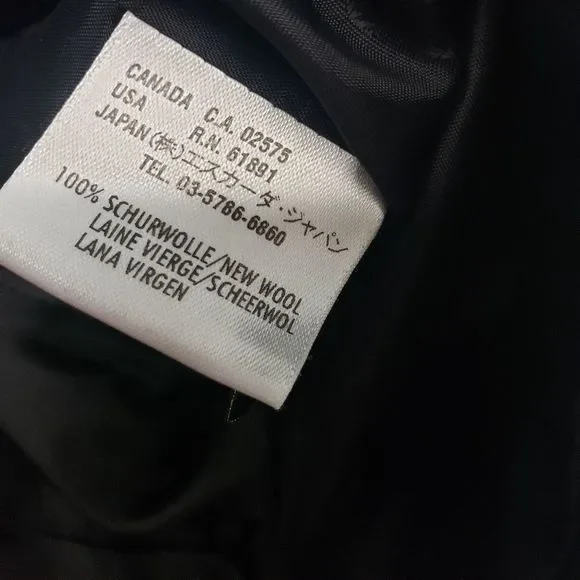 CANADA C.A. 02575
USA R.N. 61891
JAPAN(株)エスカーダ・ジャパン
TEL. 03-5786-6860
100% SCHURWOLLE/NEW WOOL
LAINE VIERGE/SCHEERWOL
LANA VIRGEN